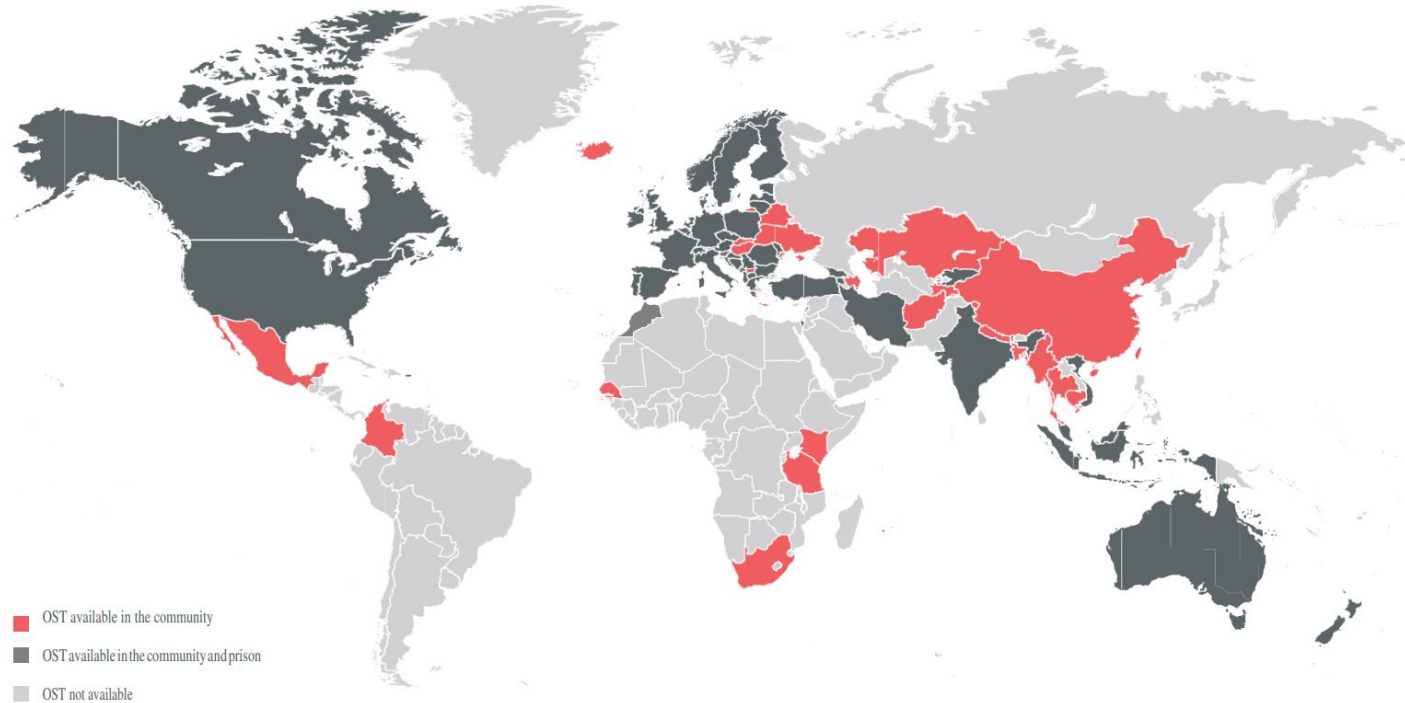 OST available in the community
OST available in the community and prison
OST not available